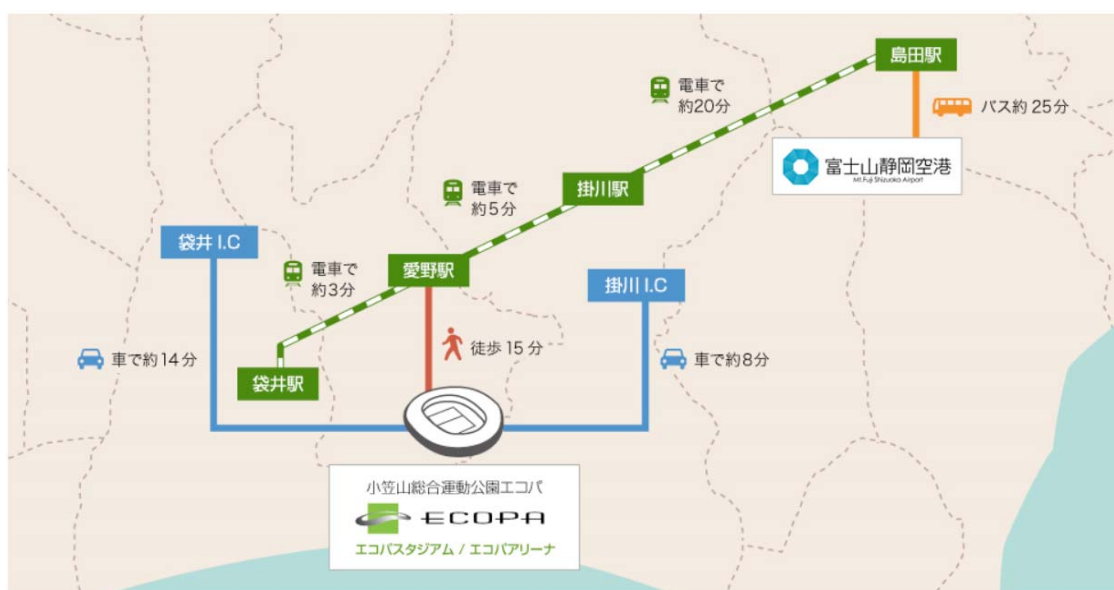 島田駅
電車で
約20分
バス約25分
富士山静岡空港
Mt.Fuji Shizuoka Airport
掛川駅
電車で
約5分
袋井 I.C
愛野駅
電車で
約3分
掛川 I.C
徒歩 15 分
車で約14分
車で約8分
袋井駅
小笠山総合運動公園エコパ
ECOPA
エコパスタジアム / エコパアリーナ